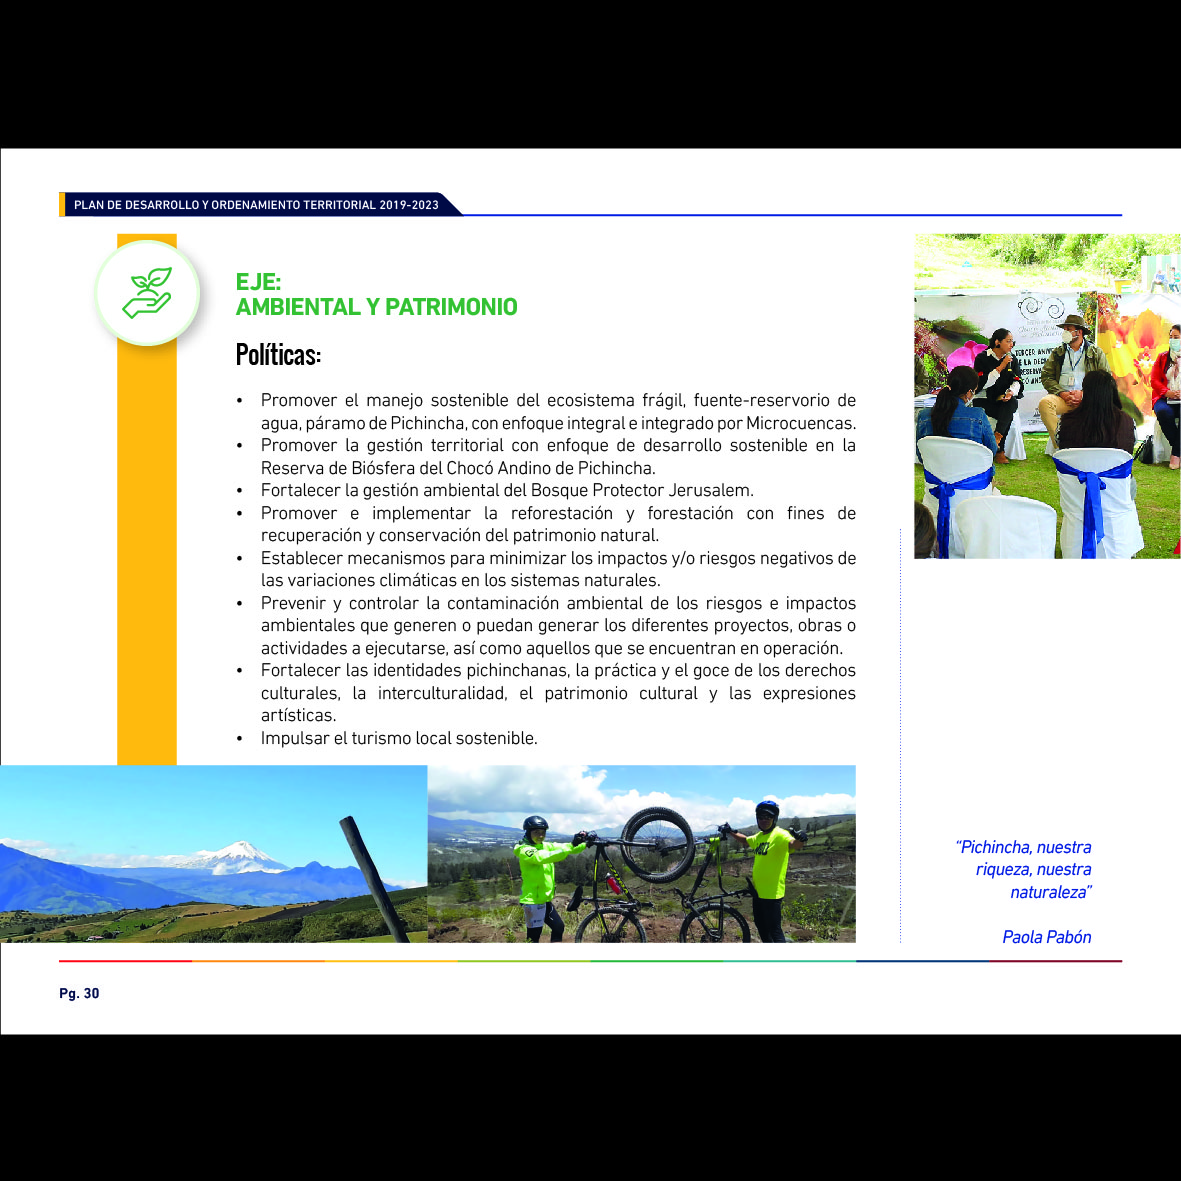 PLAN DE DESARROLLO Y ORDENAMIENTO TERRITORIAL 2019-2023
EJE:
AMBIENTAL Y PATRIMONIO
Políticas:
• Promover el manejo sostenible del ecosistema frágil, fuente-reservorio de
agua, páramo de Pichincha, con enfoque integral e integrado por Microcuencas.
• Promover la gestión territorial con enfoque de desarrollo sostenible en la
Reserva de Biósfera del Chocó Andino de Pichincha.
• Fortalecer la gestión ambiental del Bosque Protector Jerusalem.
• Promover e implementar la reforestación y forestación con fines de
recuperación y conservación del patrimonio natural.
• Establecer mecanismos para minimizar los impactos y/o riesgos negativos de
las variaciones climáticas en los sistemas naturales.
• Prevenir y controlar la contaminación ambiental de los riesgos e impactos
ambientales que generen o puedan generar los diferentes proyectos, obras o
actividades a ejecutarse, así como aquellos que se encuentran en operación.
• Fortalecer las identidades pichinchanas, la práctica y el goce de los derechos
culturales, la interculturalidad, el patrimonio cultural y las expresiones
artísticas.
• Impulsar el turismo local sostenible.
TERCER
“Pichincha, nuestra
riqueza, nuestra
naturaleza”
Paola Pabón
Pg. 30